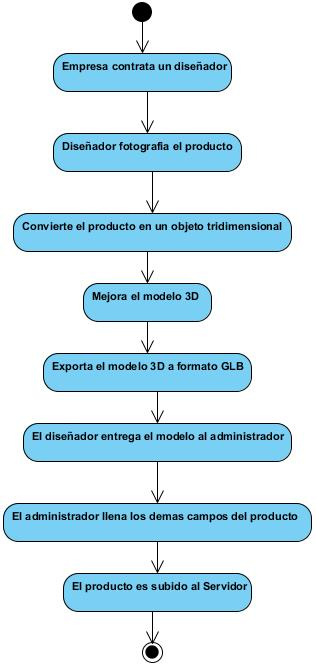 Empresa contrata un diseñador
Diseñador fotografia el producto
Convierte el producto en un objeto tridimensional
Mejora el modelo 3D
Exporta el modelo 3D a formato GLB
El diseñador entrega el modelo al administrador
El administrador llena los demas campos del producto
El producto es subido al Servidor